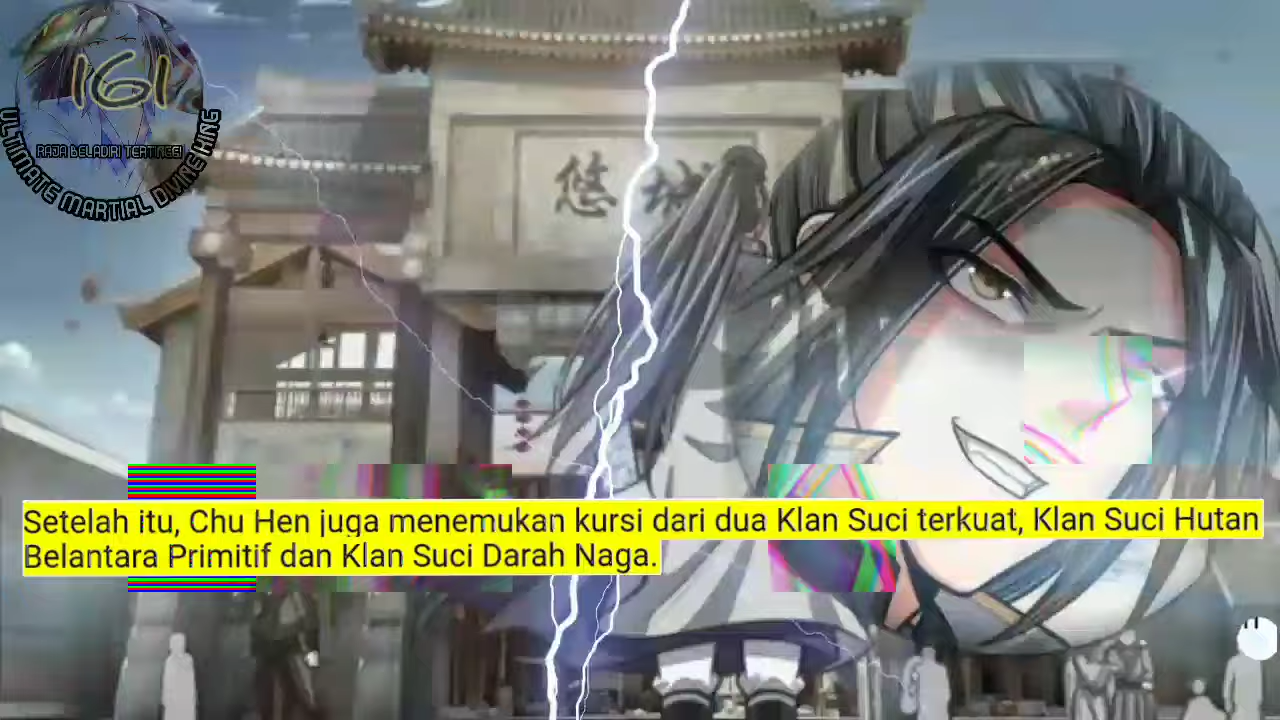 161
RAJA BELADIRI TERTINGGI
ULTIMATE MARTIAL DIVINE KING
悠城
Setelah itu, Chu Hen juga menemukan kursi dari dua Klan Suci terkuat, Klan Suci Hutan
Belantara Primitif dan Klan Suci Darah Naga.